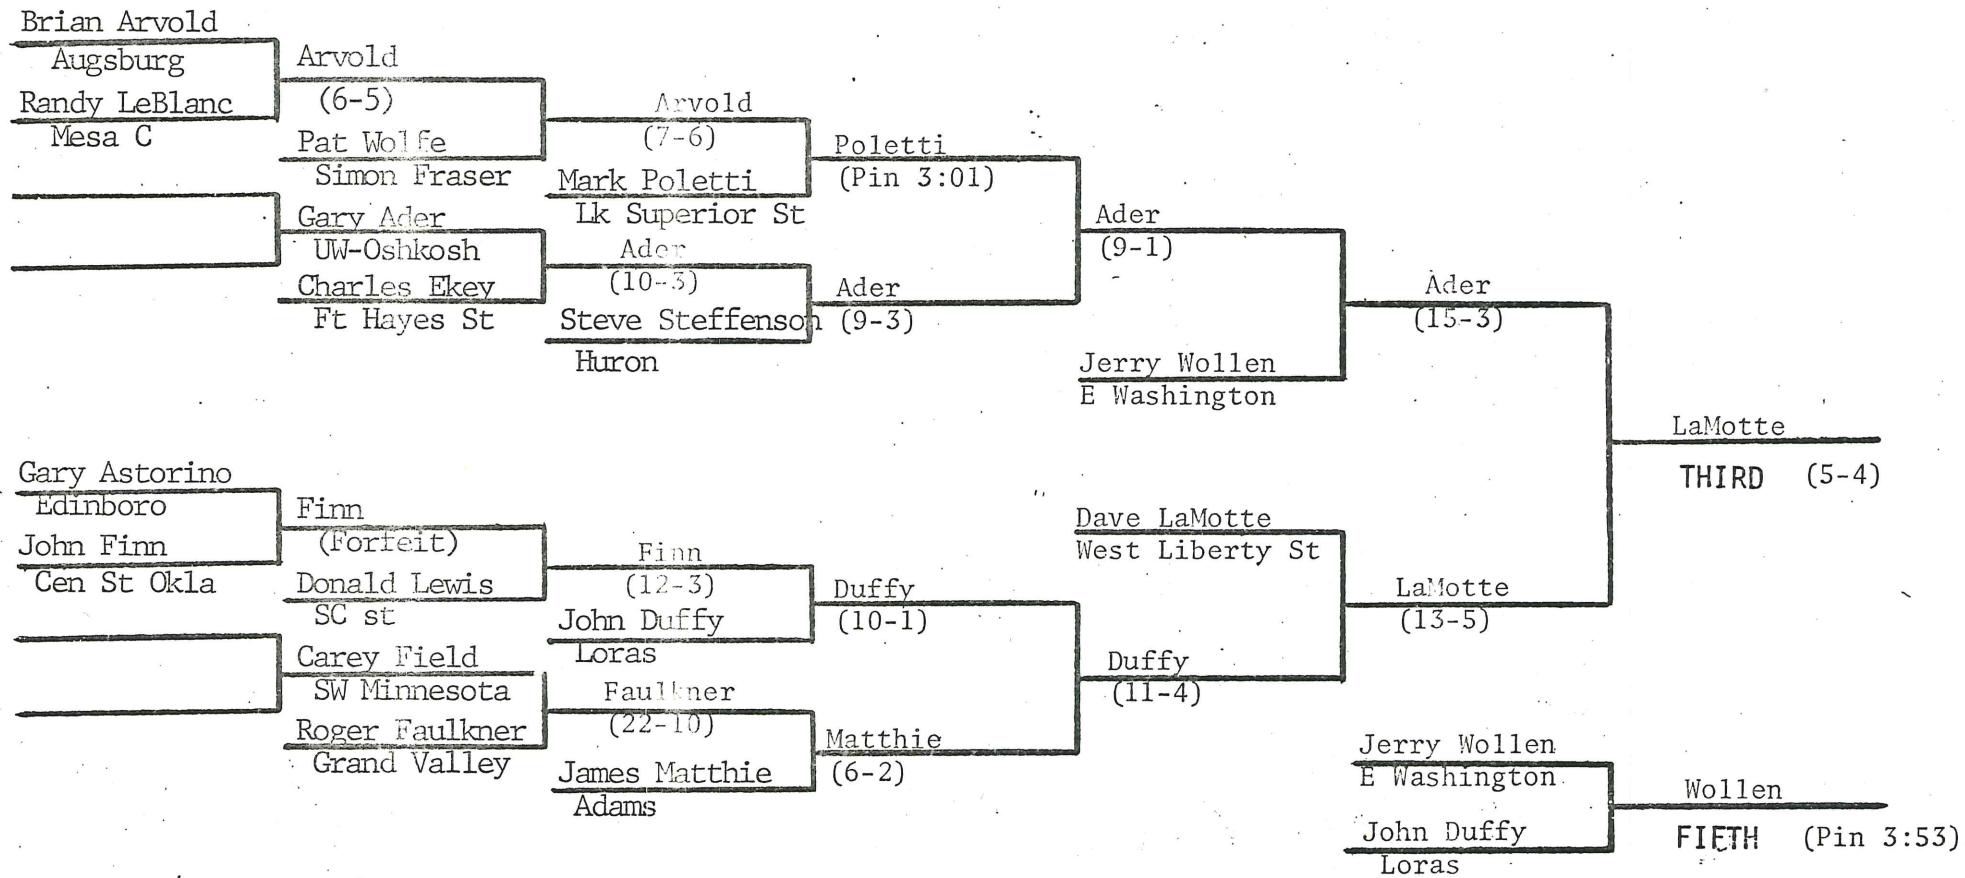 Brian Arvold
Augsburg
Randy LeBlanc
Mesa C
Arvold
(6-5)
Pat Wolfe
Simon Fraser
Gary Ader
UW-Oshkosh
Charles Ekey
Ft Hayes St
Arvold
(7-6)
Mark Poletti
Lk Superior St
Ader
(10-3)
Steve Steffenson
Huron
Poletti
(Pin 3:01)
Ader
(9-3)
Ader
(9-1)
Jerry Wollen
E Washington
Ader
(15-3)
Gary Astorino
Edinboro
John Finn
Cen St Okla
Finn
(Forfeit)
Donald Lewis
SC st
Carey Field
SW Minnesota
Roger Faulkner
Grand Valley
Finn
(12-3)
John Duffy
Loras
Faulkner
(22-10)
James Matthie
Adams
Duffy
(10-1)
Matthie
(6-2)
Dave LaMotte
West Liberty St
Duffy
(11-4)
LaMotte
(13-5)
LaMotte
THIRD (5-4)
Jerry Wollen
E Washington
John Duffy
Loras
Wollen
FIFTH (Pin 3:53)